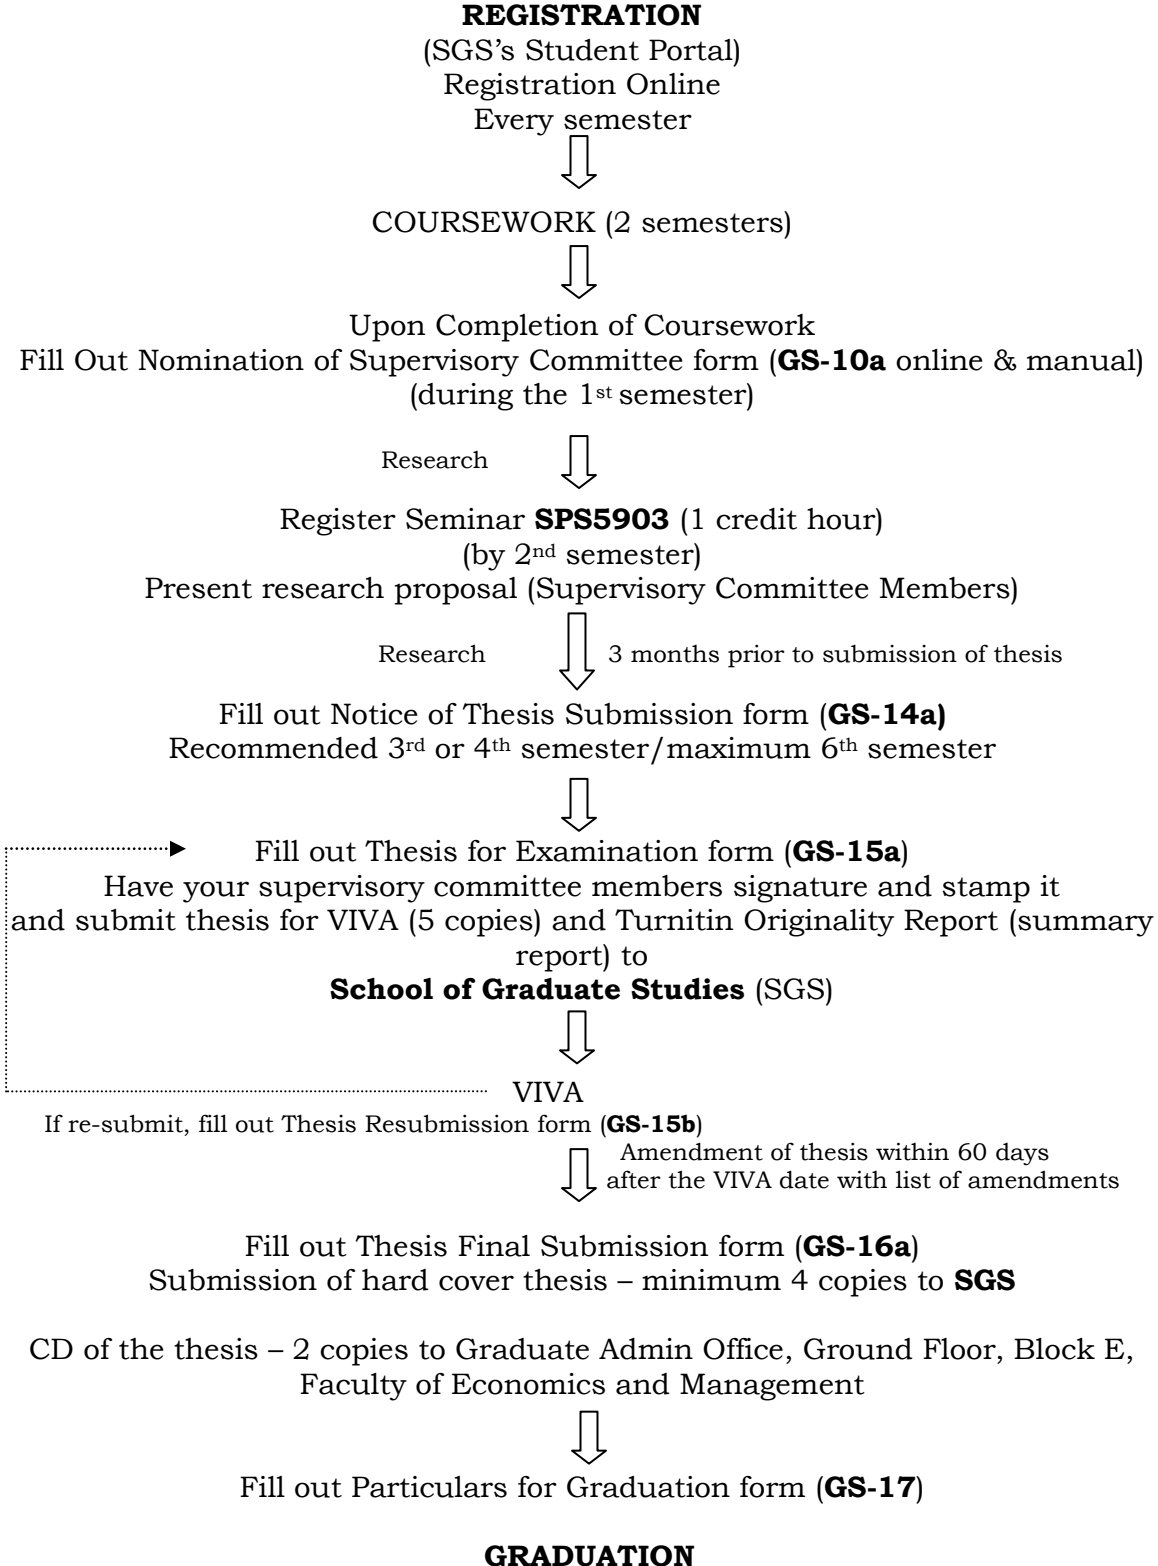 REGISTRATION
(SGS’s Student Portal)
Registration Online
Every semester
COURSEWORK (2 semesters)
Upon Completion of Coursework
Fill Out Nomination of Supervisory Committee form (GS-10a online & manual)
(during the 1st semester)
Research
Register Seminar SPS5903 (1 credit hour)
(by 2nd semester)
Present research proposal (Supervisory Committee Members)
Research
3 months prior to submission of thesis
Fill out Notice of Thesis Submission form (GS-14a)
Recommended 3rd or 4th semester/maximum 6th semester
Fill out Thesis for Examination form (GS-15a)
Have your supervisory committee members signature and stamp it
and submit thesis for VIVA (5 copies) and Turnitin Originality Report (summary
report) to
School of Graduate Studies (SGS)
VIVA
If re-submit, fill out Thesis Resubmission form (GS-15b)
Amendment of thesis within 60 days
after the VIVA date with list of amendments
Fill out Thesis Final Submission form (GS-16a)
Submission of hard cover thesis – minimum 4 copies to SGS
CD of the thesis – 2 copies to Graduate Admin Office, Ground Floor, Block E,
Faculty of Economics and Management
Fill out Particulars for Graduation form (GS-17)
GRADUATION